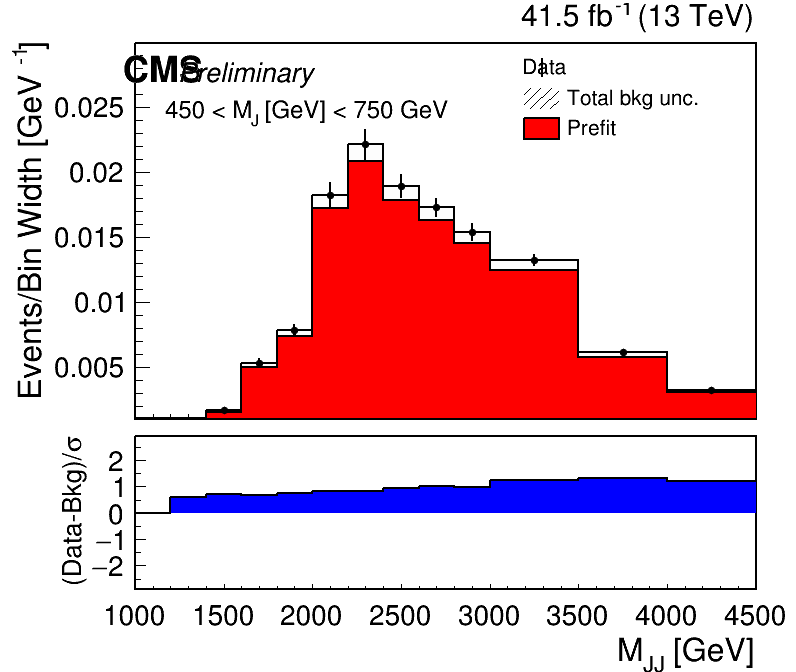 41.5 fb-1 (13 TeV)
CMS Preliminary
450 < MJ [GeV] < 750 GeV
Data
Total bkg unc.
Prefit
Events/Bin Width [GeV-1]
0.025
0.02
0.015
0.01
0.005
(Data-Bkg)/σ
2
1
0
−1
−2
1000 1500 2000 2500 3000 3500 4000 4500
MJJ [GeV]